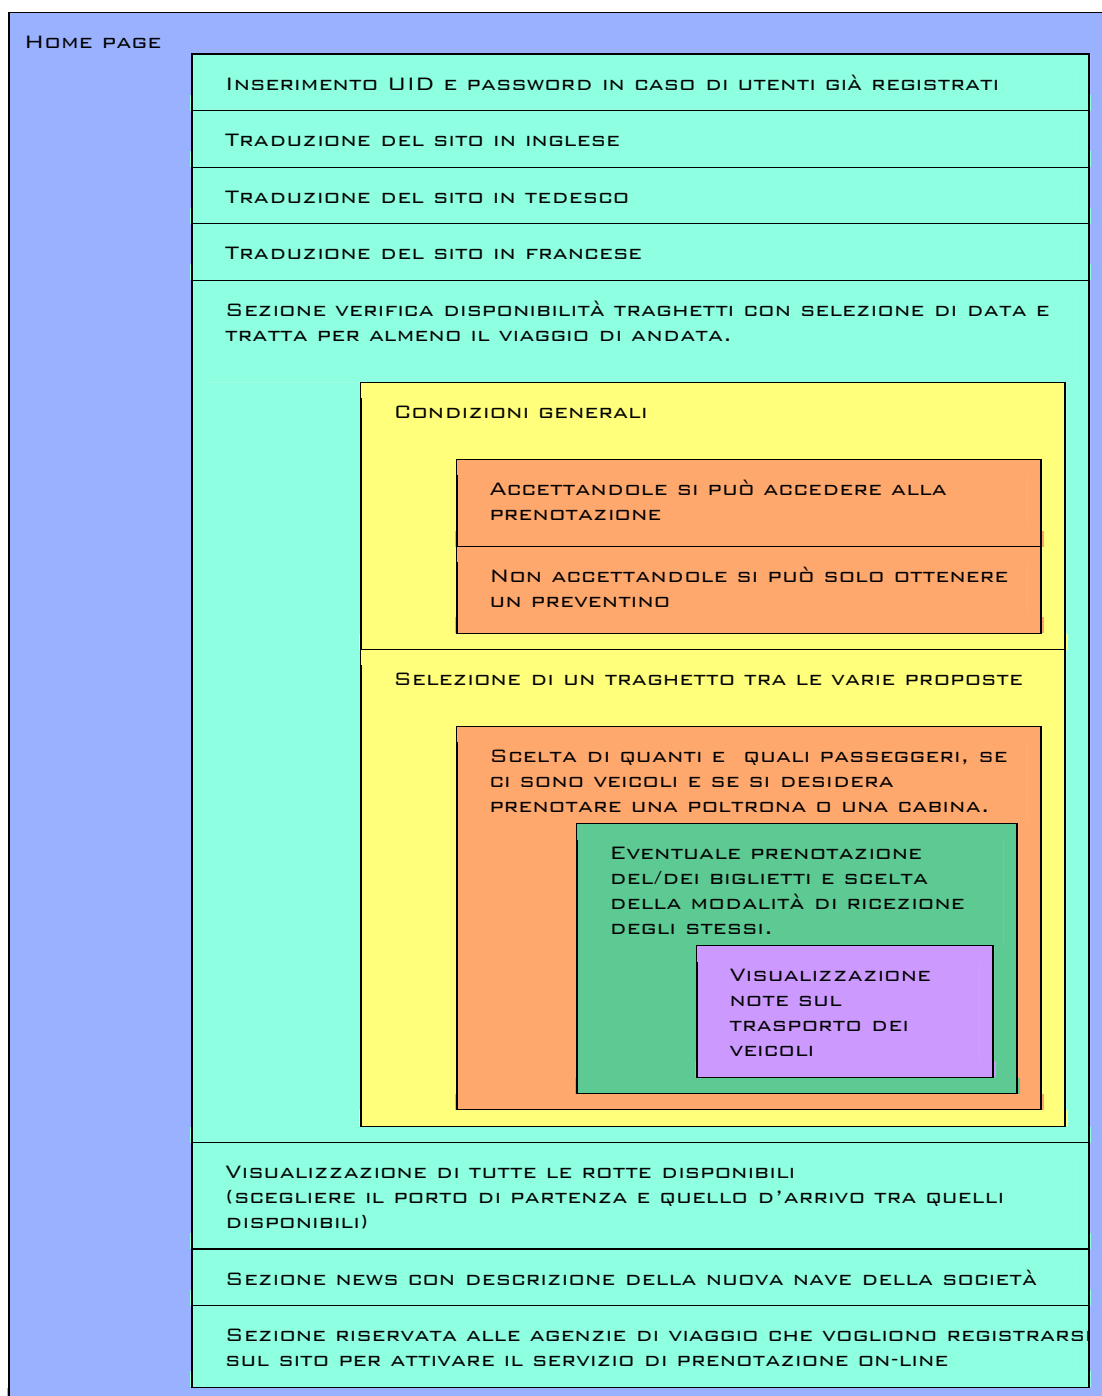 Home page
Inserimento UID e password in caso di utenti già registrati
Traduzione del sito in inglese
Traduzione del sito in tedesco
Traduzione del sito in francese
Sezione verifica disponibilità traghetti con selezione di data e
tratta per almeno il viaggio di andata.
Condizioni generali
Accettandole si può accedere alla
prenotazione
Non accettandole si può solo ottenere
un preventino
Selezione di un traghetto tra le varie proposte
Scelta di quanti e quali passeggeri, se
ci sono veicoli e se si desidera
prenotare una poltrona o una cabina.
Eventuale prenotazione
del/dei biglietti e scelta
della modalità di ricezione
degli stessi.
Visualizzazione
note sul
trasporto dei
veicoli
Visualizzazione di tutte le rotte disponibili
(scegliere il porto di partenza e quello d'arrivo tra quelli
disponibili)
Sezione news con descrizione della nuova nave della società
Sezione riservata alle agenzie di viaggio che vogliono registrarsi
sul sito per attivare il servizio di prenotazione on-line